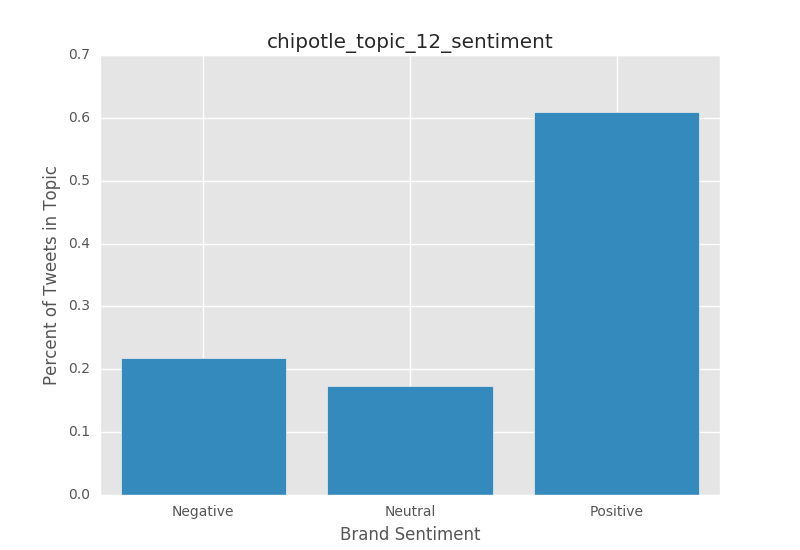 chipotle_topic_12_sentiment
0.7
0.6
0.5
0.4
0.3
0.2
0.1
0.0
Percent of Tweets in Topic
Negative Neutral Positive
Brand Sentiment